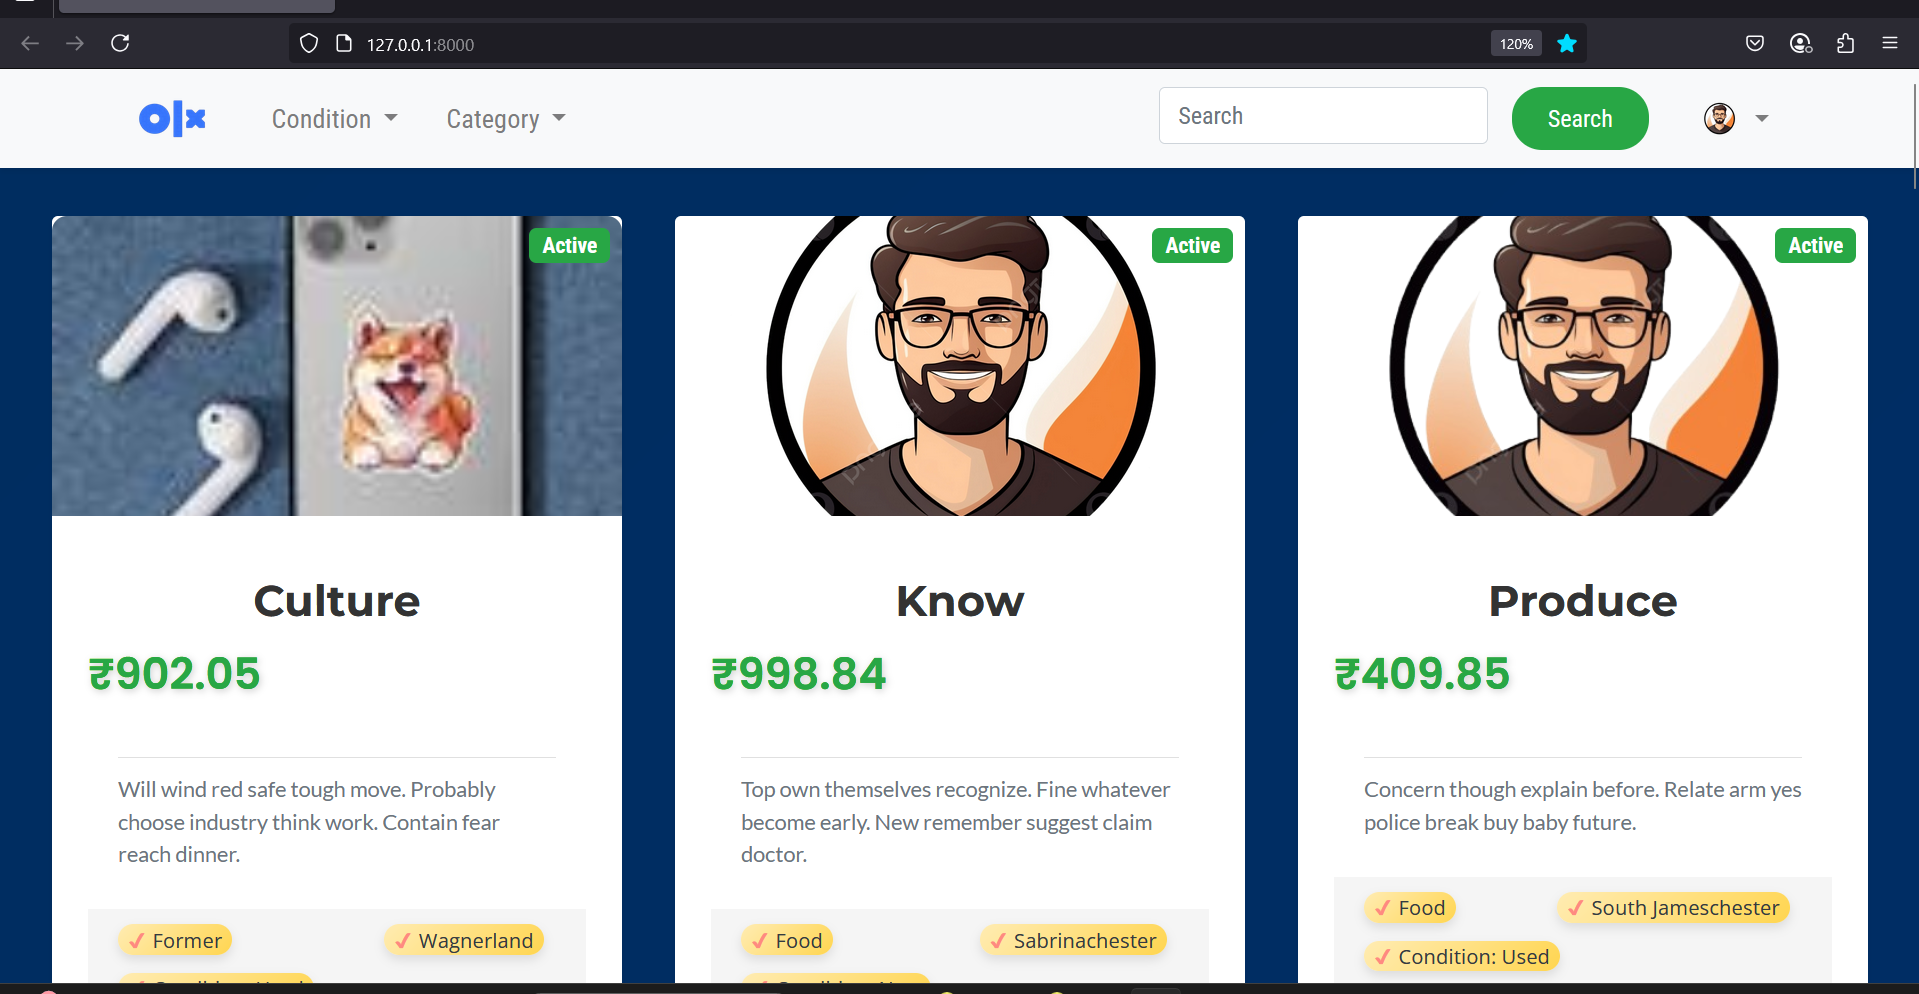 127.0.0.1:8000
120%
olx
Condition
Category
Search
Search
Active
Active
Active
Culture
₹902.05
Will wind red safe tough move. Probably
choose industry think work. Contain fear
reach dinner.
✓ Former
✓ Wagnerland
Know
₹998.84
Top own themselves recognize. Fine whatever
become early. New remember suggest claim
doctor.
✓ Food
✓ Sabrinachester
Produce
₹409.85
Concern though explain before. Relate arm yes
police break buy baby future.
✓ Food
✓ South Jameschester
✓ Condition: Used